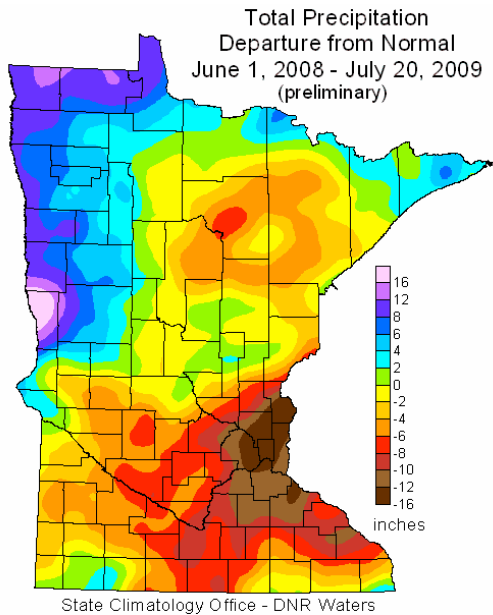 Total Precipitation
Departure from Normal
June 1, 2008 - July 20, 2009
(preliminary)
16
12
8
6
4
2
0
-2
-4
-6
-8
-10
-12
-16
inches
State Climatology Office - DNR Waters